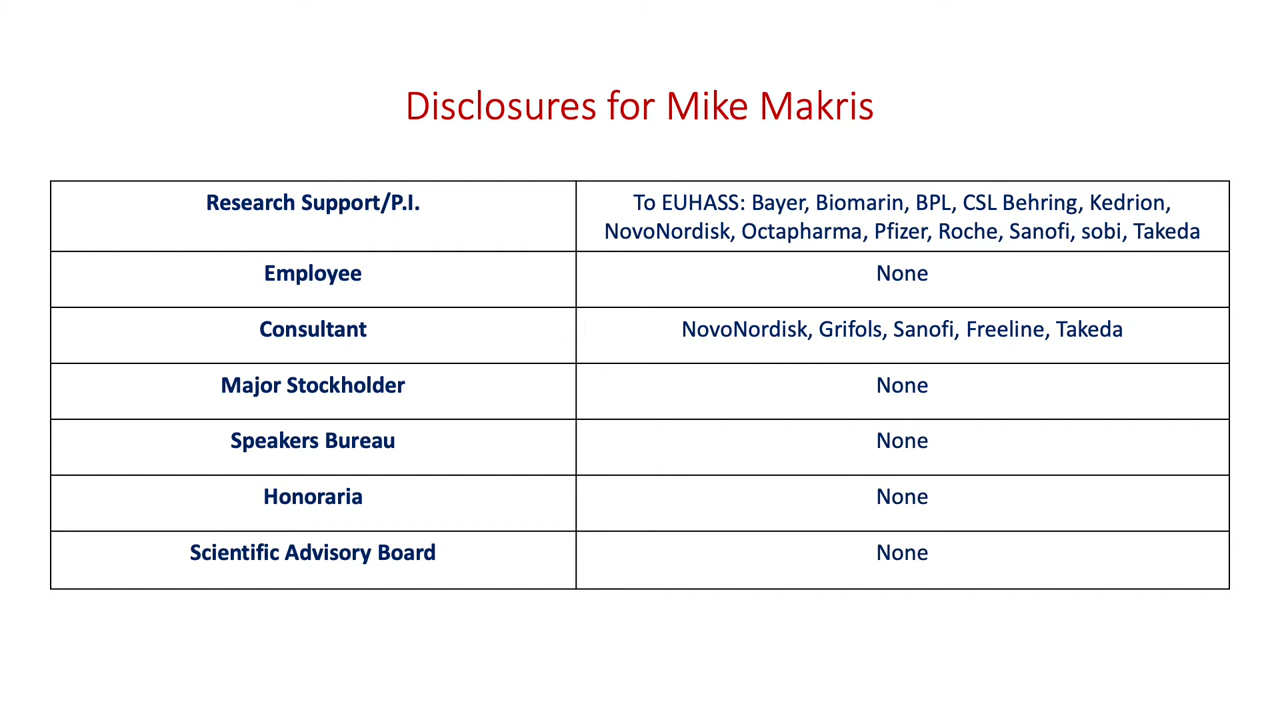 Disclosures for Mike Makris
Research Support/P.I.
To EUHASS: Bayer, Biomarin, BPL, CSL Behring, Kedrion,
NovoNordisk, Octapharma, Pfizer, Roche, Sanofi, sobi, Takeda
Employee
None
Consultant
NovoNordisk, Grifols, Sanofi, Freeline, Takeda
Major Stockholder
None
Speakers Bureau
None
Honoraria
None
Scientific Advisory Board
None